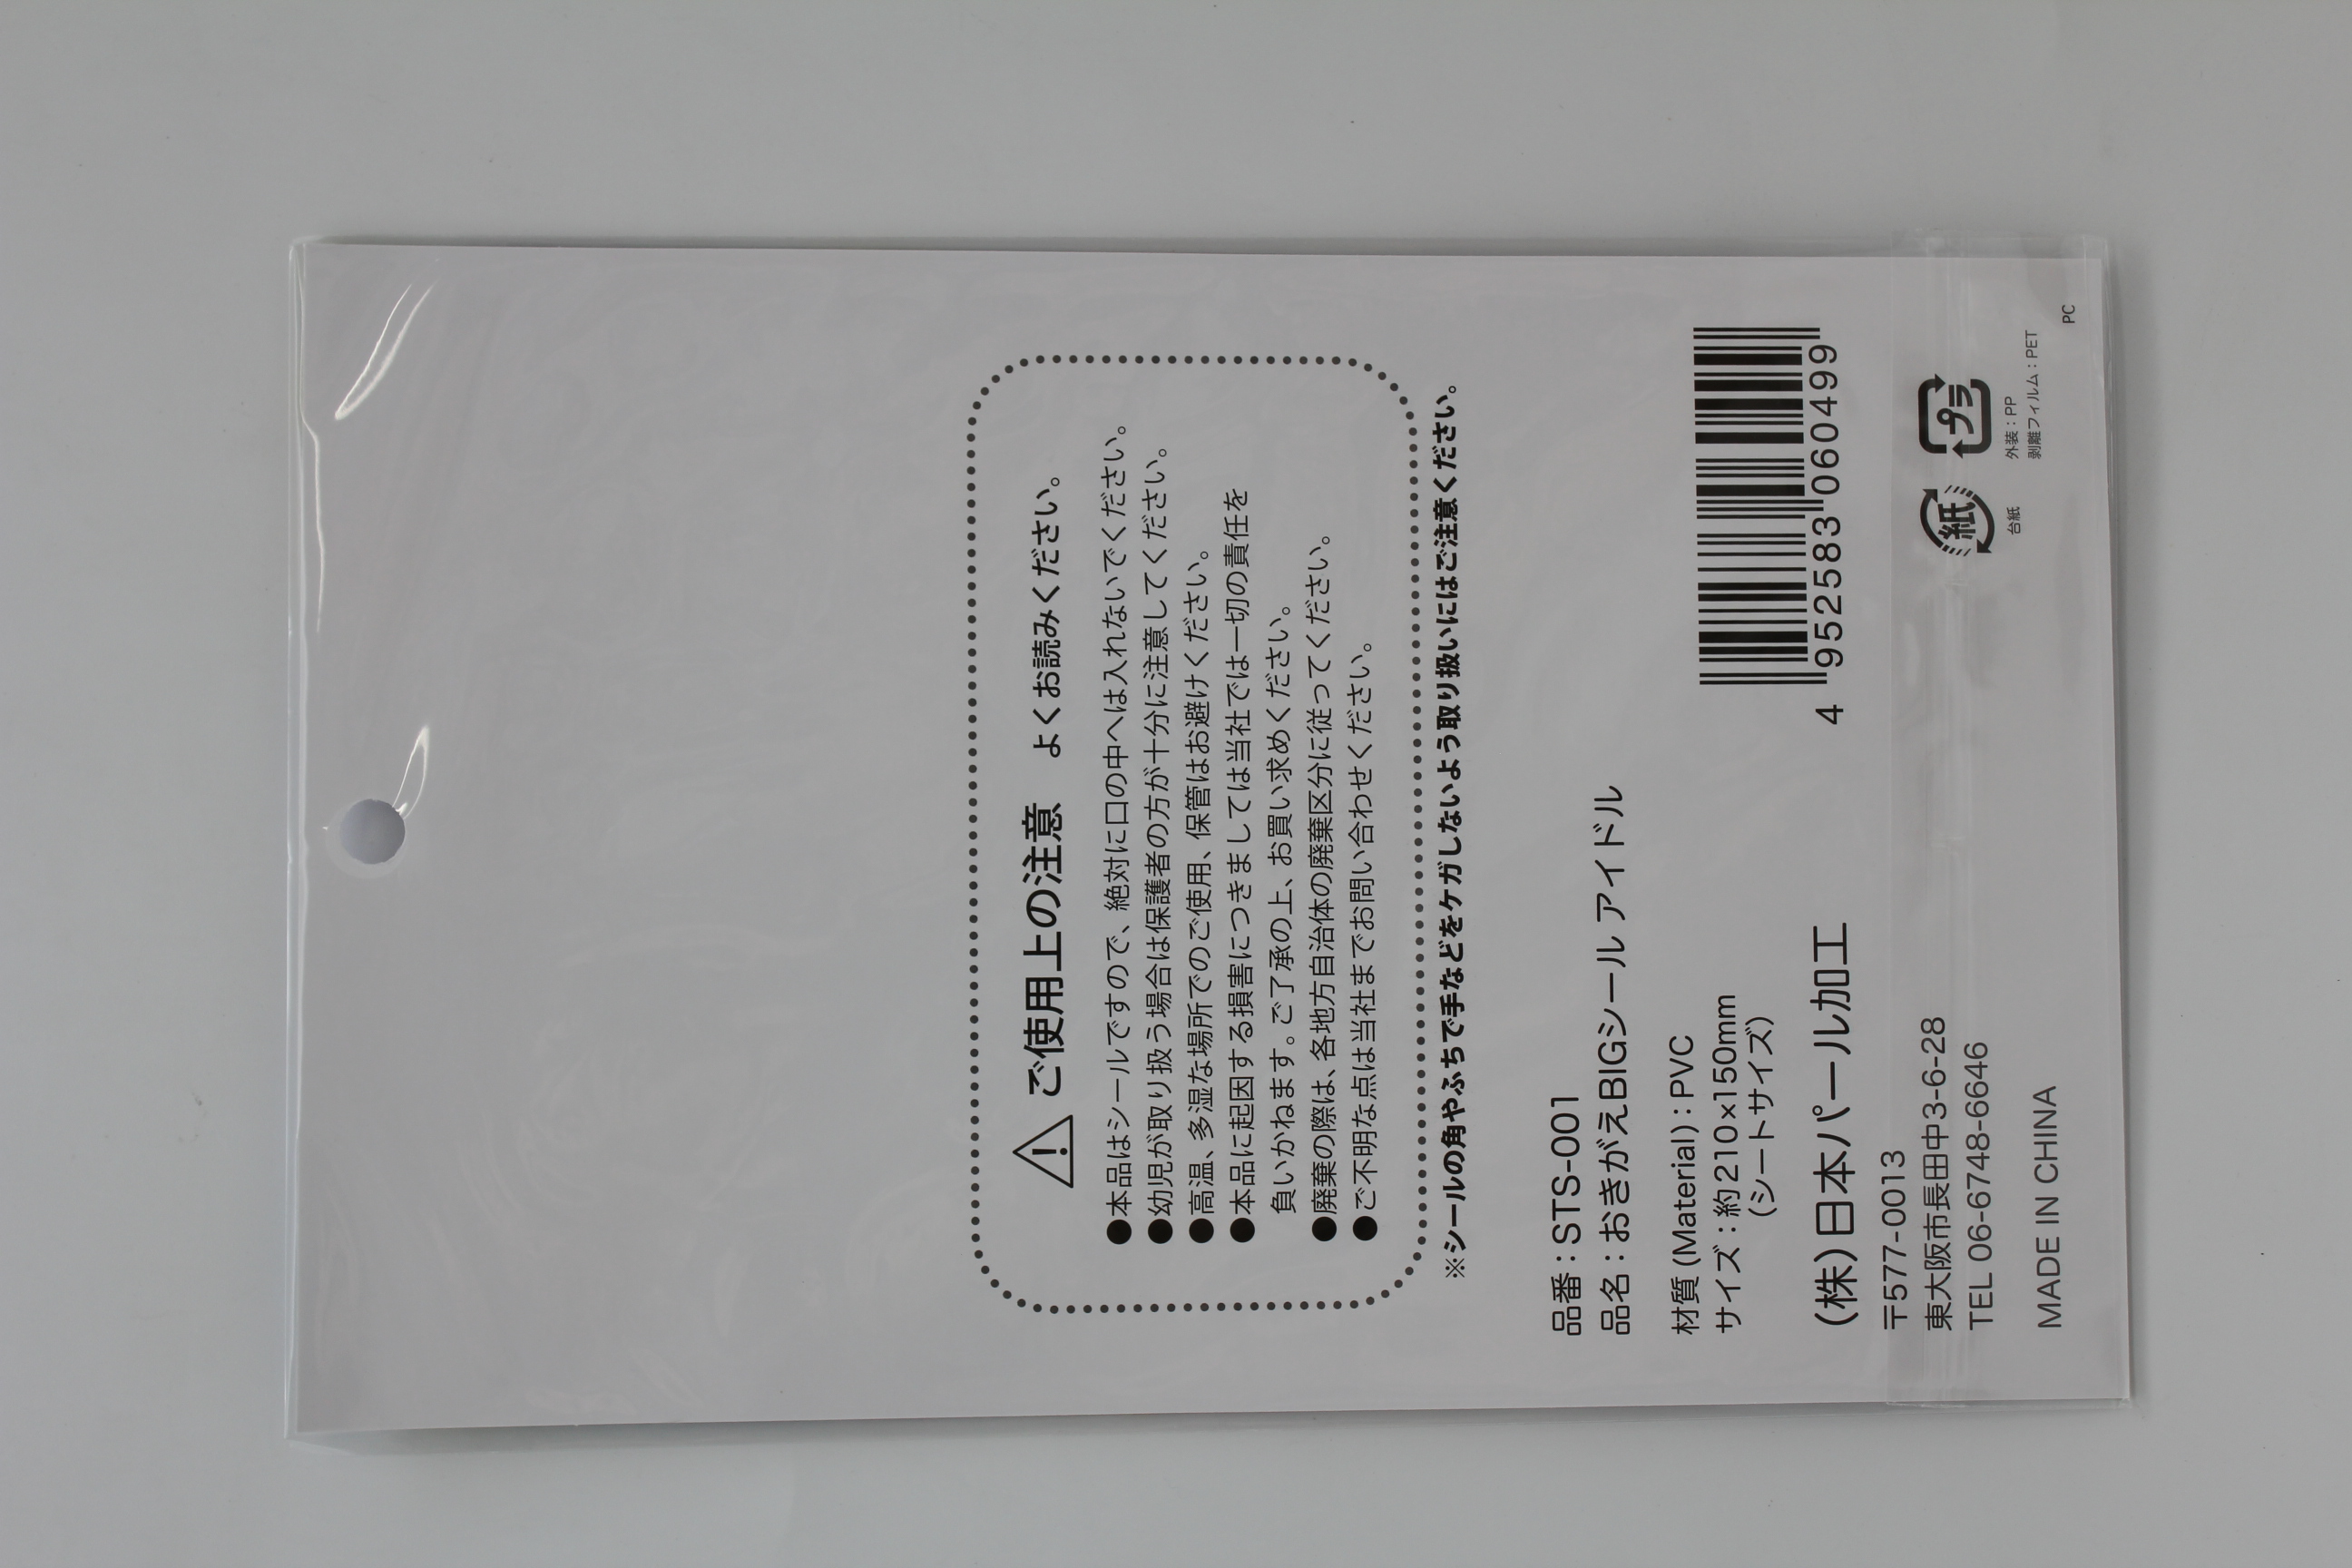 ご使用上の注意 よくお読みください。
●本品はシールですので、絶対に口の中へは入れないでください。
●幼児が取り扱う場合は保護者の方が十分に注意してください。
●高温、多湿な場所でのご使用、保管はお避けください。
●本品に起因する損害につきましては当社では一切の責任を
負いかねます。ご了承の上、お買い求めください。
●廃棄の際は、各地方自治体の廃棄区分に従ってください。
●ご不明な点は当社までお問い合わせください。
※シールの角やふちで手などをケガしないよう取り扱いにはご注意ください。
品番：STS-001
品名：おきがえBIGシール アイドル
材質 (Material)：PVC
サイズ：約210×150mm
(シートサイズ)
(株)日本パール加工
〒577-0013
東大阪市長田中3-6-28
TEL 06-6748-6646
MADE IN CHINA
4 952583 060499
紙
台紙
プラ
外装：PP
剥離フィルム：PET
PC